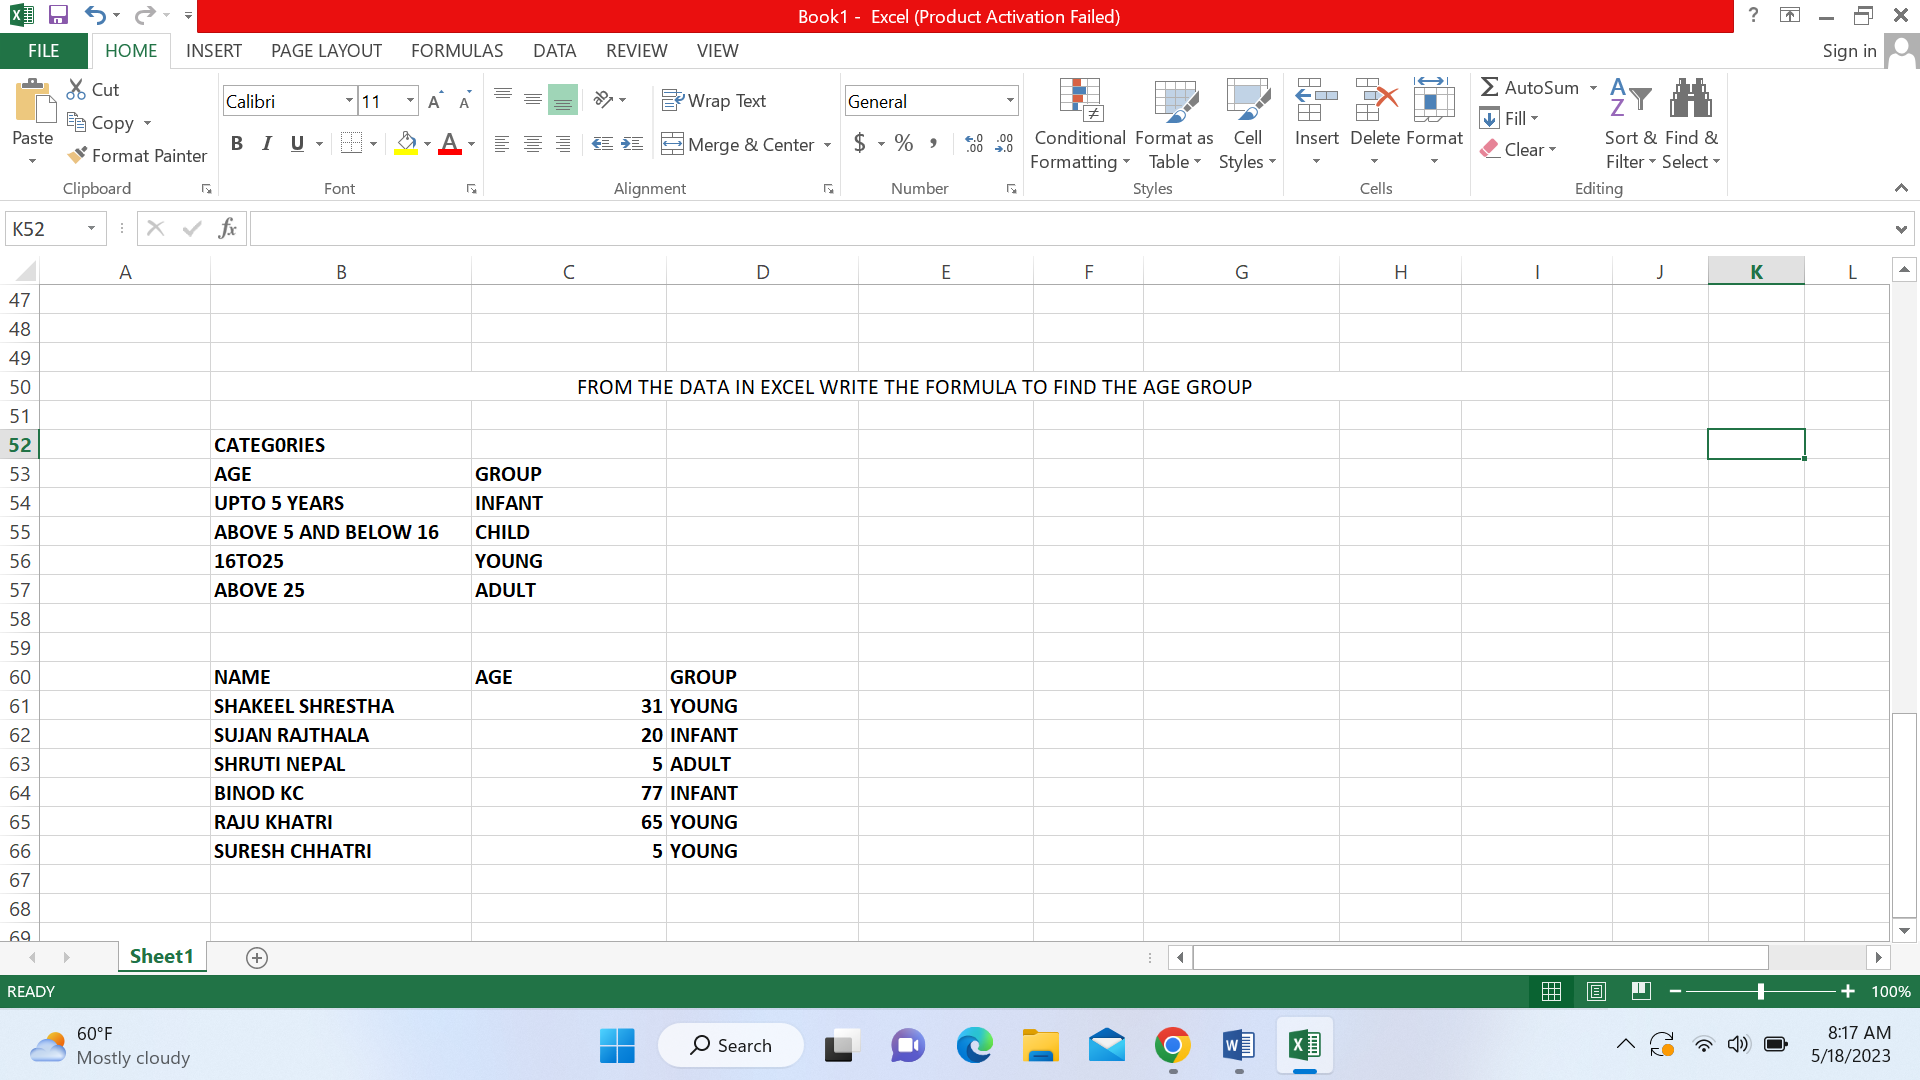 Book1 - Excel (Product Activation Failed)
FILE HOME INSERT PAGE LAYOUT FORMULAS DATA REVIEW VIEW Sign in
Paste Cut Copy Format Painter Clipboard
Calibri 11 B I U A Font
Wrap Text Merge & Center Alignment
General $ % , Number
Conditional Formatting Format as Table Cell Styles Styles
Insert Delete Format Cells
AutoSum Fill Clear Sort & Filter Find & Select Editing
K52 fx
A B C D E F G H I J K L
47
48
49
50 FROM THE DATA IN EXCEL WRITE THE FORMULA TO FIND THE AGE GROUP
51
52 CATEG0RIES
53 AGE GROUP
54 UPTO 5 YEARS INFANT
55 ABOVE 5 AND BELOW 16 CHILD
56 16TO25 YOUNG
57 ABOVE 25 ADULT
58
59
60 NAME AGE GROUP
61 SHAKEEL SHRESTHA 31 YOUNG
62 SUJAN RAJTHALA 20 INFANT
63 SHRUTI NEPAL 5 ADULT
64 BINOD KC 77 INFANT
65 RAJU KHATRI 65 YOUNG
66 SURESH CHHATRI 5 YOUNG
67
68
69
Sheet1
READY 100%
60°F
Mostly cloudy
Search
8:17 AM
5/18/2023